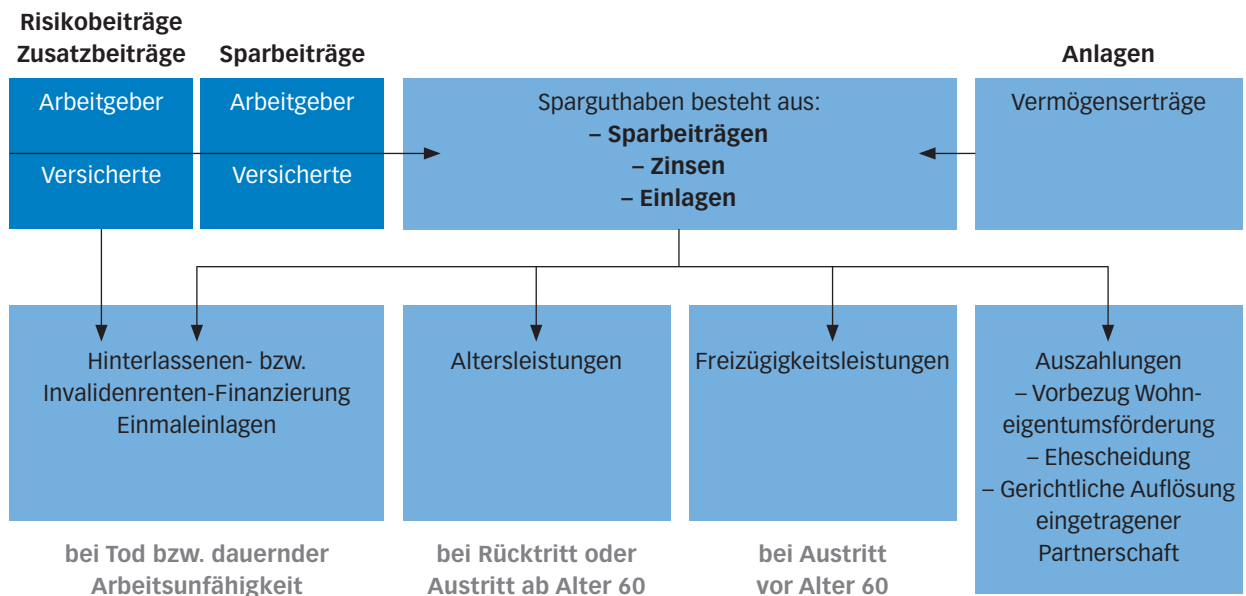 Risikobeiträge
Zusatzbeiträge
Sparbeiträge
Anlagen
Arbeitgeber
Versicherte
Arbeitgeber
Versicherte
Sparguthaben besteht aus:
– Sparbeiträgen
– Zinsen
– Einlagen
Vermögenserträge
Hinterlassenen- bzw.
Invalidenrenten-Finanzierung
Einmaleinlagen
Altersleistungen
Freizügigkeitsleistungen
Auszahlungen
– Vorbezug Wohn-
eigentumsförderung
– Ehescheidung
– Gerichtliche Auflösung
eingetragener
Partnerschaft
bei Tod bzw. dauernder
Arbeitsunfähigkeit
bei Rücktritt oder
Austritt ab Alter 60
bei Austritt
vor Alter 60